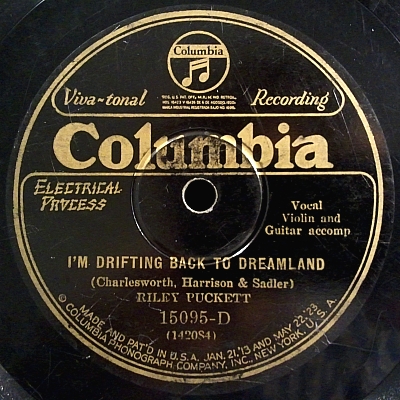 Columbia
Viva-tonal Recording
Columbia
ELECTRICAL
PROCESS
Vocal
Violin and
Guitar accomp
I'M DRIFTING BACK TO DREAMLAND
(Charlesworth, Harrison & Sadler)
RILEY PUCKETT
15095-D
(142084)
MADE AND PAT'D IN U.S.A. JAN. 21,'13 AND MAY 22,'23
© COLUMBIA PHONOGRAPH COMPANY, INC., NEW YORK, U.S.A.